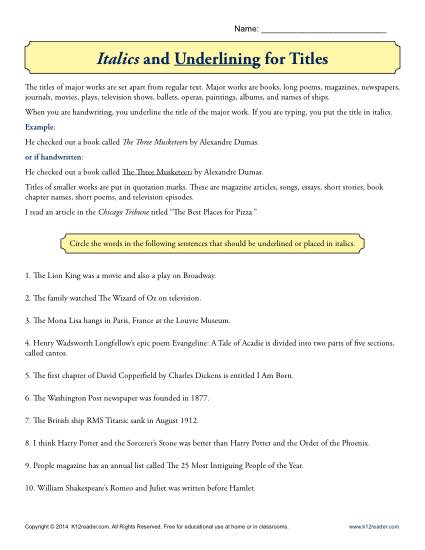 Name: ______________________________
Italics and Underlining for Titles
The titles of major works are set apart from regular text. Major works are books, long poems, magazines, newspapers,
journals, movies, plays, television shows, ballets, operas, paintings, albums, and names of ships.
When you are handwriting, you underline the title of the major work. If you are typing, you put the title in italics.
Example:
He checked out a book called The Three Musketeers by Alexandre Dumas.
or if handwritten:
He checked out a book called The Three Musketeers by Alexandre Dumas.
Titles of smaller works are put in quotation marks. These are magazine articles, songs, essays, short stories, book
chapter names, short poems, and television episodes.
I read an article in the Chicago Tribune titled "The Best Places for Pizza."
Circle the words in the following sentences that should be underlined or placed in italics.
1. The Lion King was a movie and also a play on Broadway.
2. The family watched The Wizard of Oz on television.
3. The Mona Lisa hangs in Paris, France at the Louvre Museum.
4. Henry Wadsworth Longfellow's epic poem Evangeline: A Tale of Acadie is divided into two parts of five sections,
called cantos.
5. The first chapter of David Copperfield by Charles Dickens is entitled I Am Born.
6. The Washington Post newspaper was founded in 1877.
7. The British ship RMS Titanic sank in August 1912.
8. I think Harry Potter and the Sorcerer's Stone was better than Harry Potter and the Order of the Phoenix.
9. People magazine has an annual list called The 25 Most Intriguing People of the Year.
10. William Shakespeare's Romeo and Juliet was written before Hamlet.
Copyright © 2014 K12reader.com. All Rights Reserved. Free for educational use at home or in classrooms.
www.k12reader.com